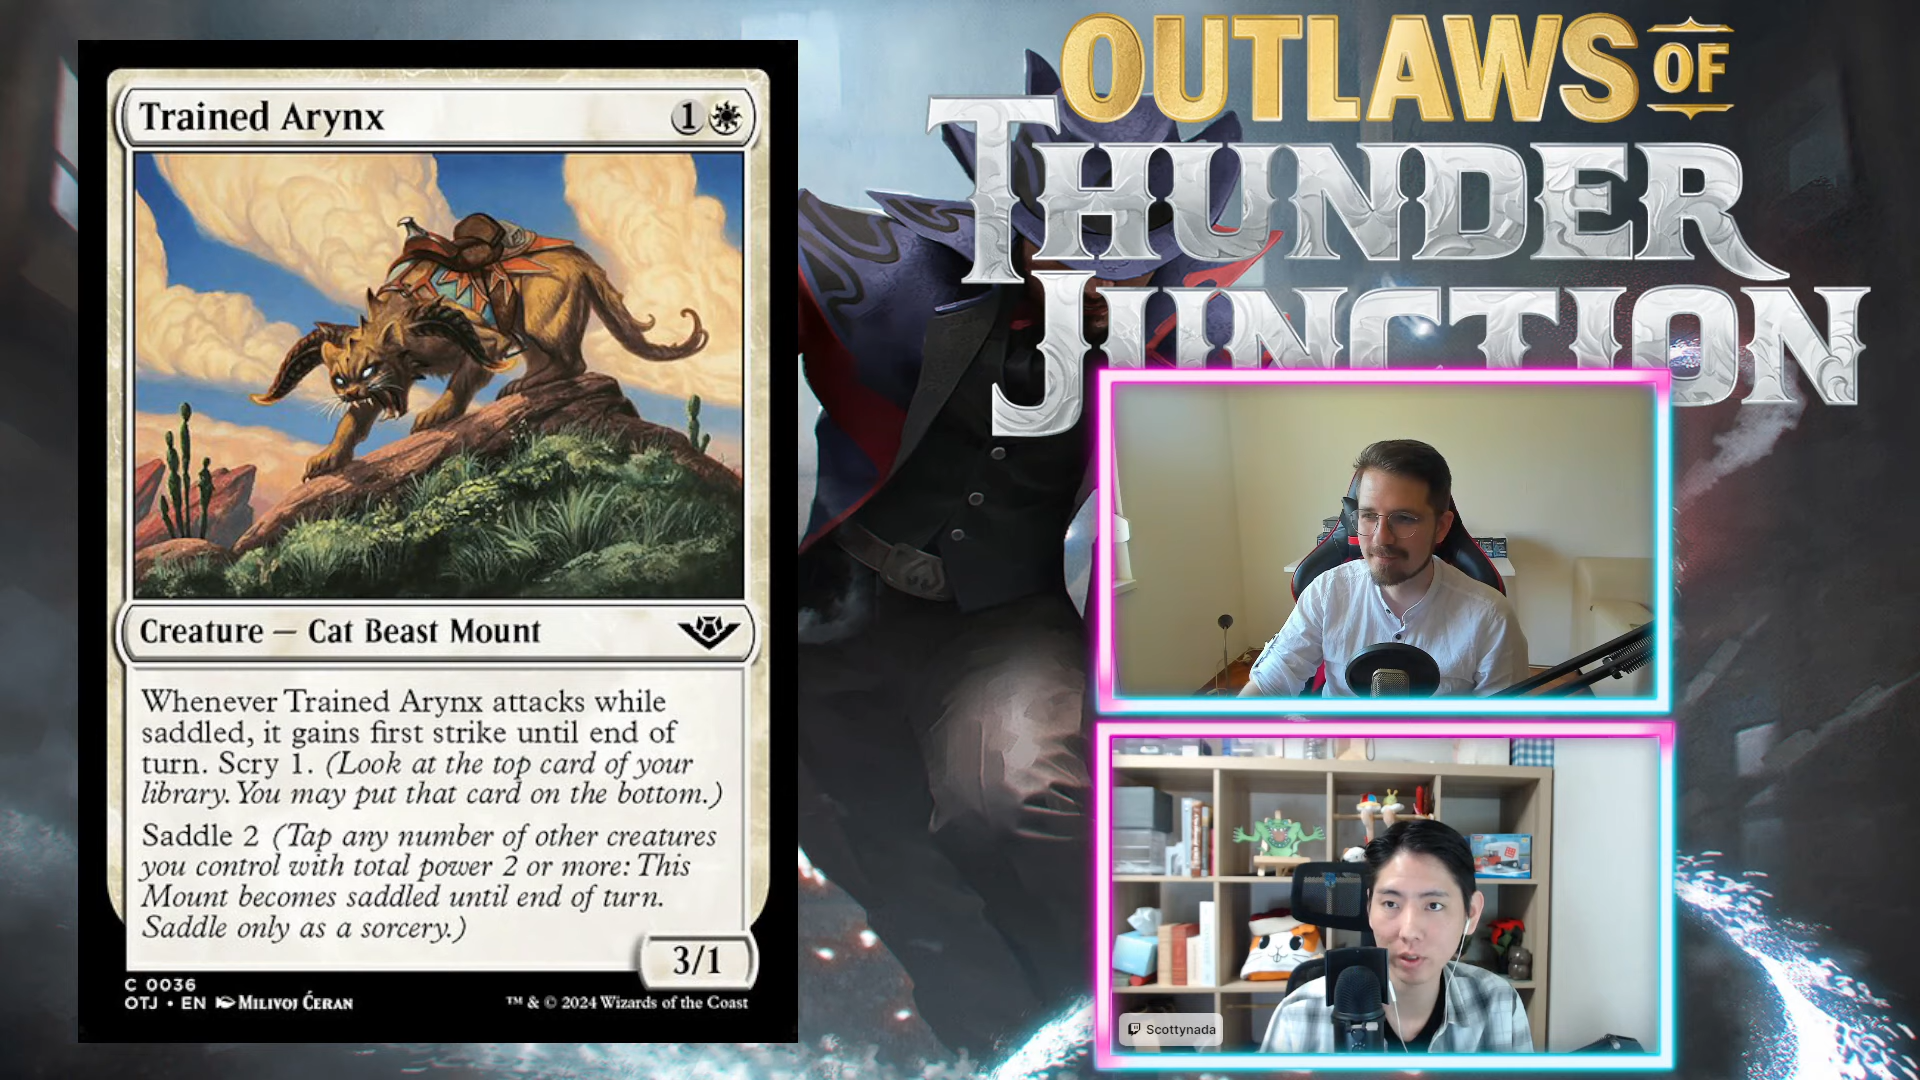 Trained Arynx
1
Creature — Cat Beast Mount
Whenever Trained Arynx attacks while
saddled, it gains first strike until end of
turn. Scry 1. (Look at the top card of your
library. You may put that card on the bottom.)
Saddle 2 (Tap any number of other creatures
you control with total power 2 or more: This
Mount becomes saddled until end of turn.
Saddle only as a sorcery.)
3/1
C 0036
OTJ • EN MILIVOJ ĆERAN
™ & © 2024 Wizards of the Coast
OUTLAWS OF
THUNDER
JUNCTION
Scottynada